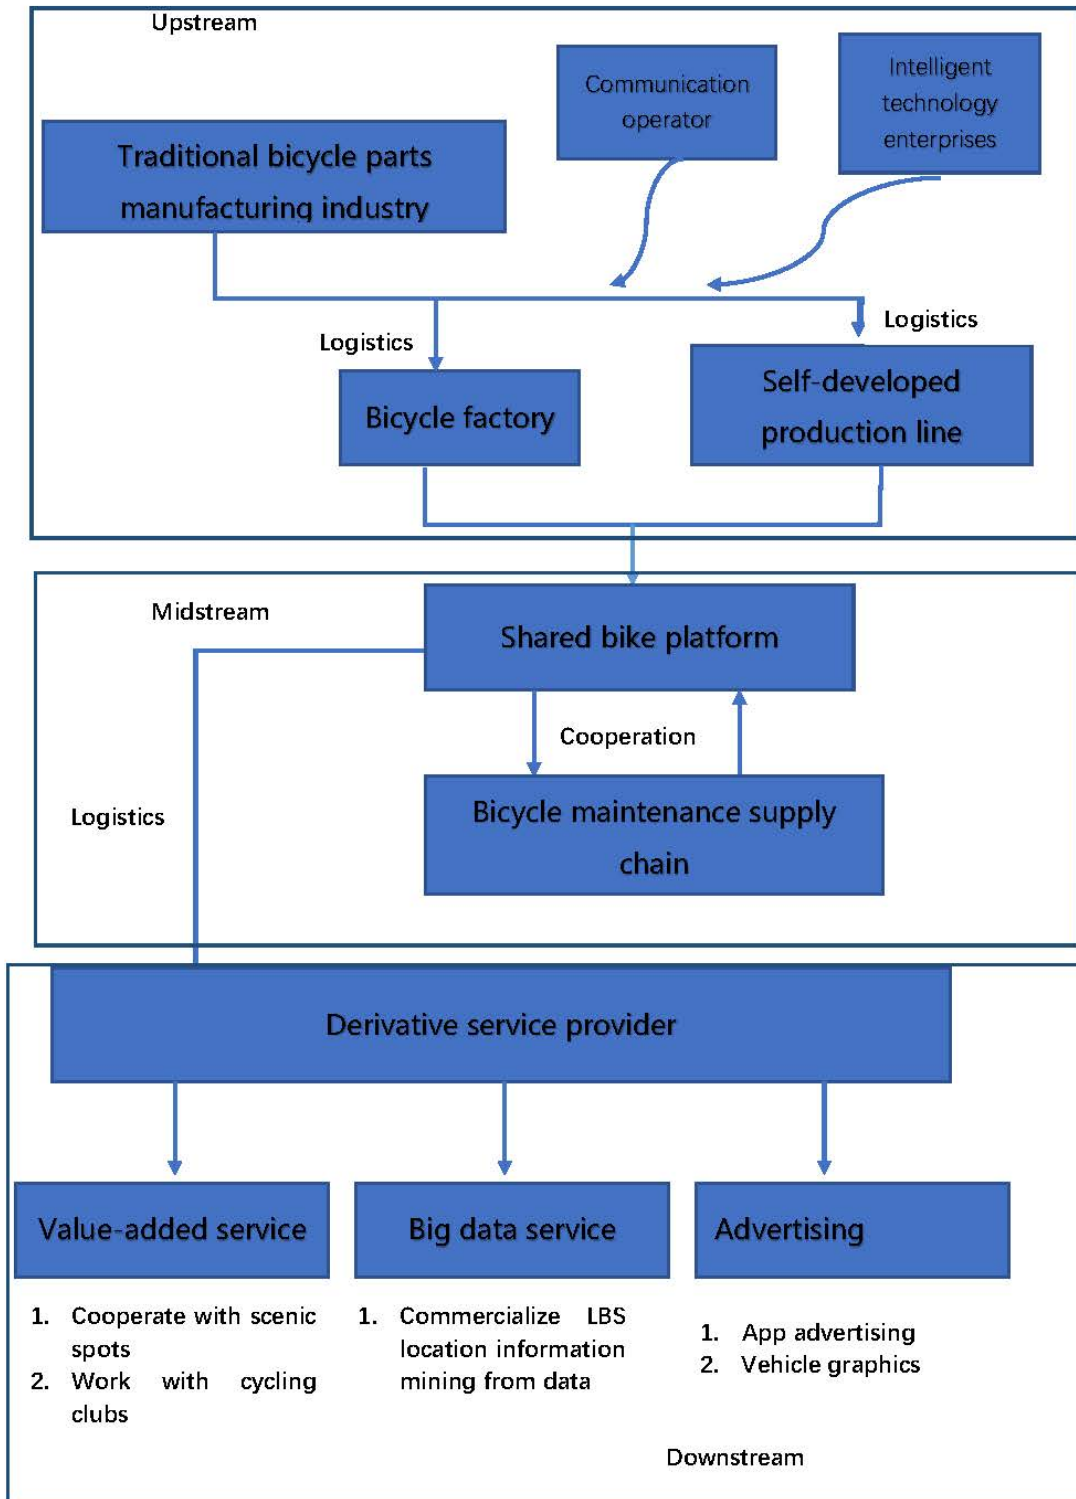 Upstream
Communication
operator
Intelligent
technology
enterprises
Traditional bicycle parts
manufacturing industry
Logistics
Logistics
Bicycle factory
Self-developed
production line
Midstream
Shared bike platform
Cooperation
Logistics
Bicycle maintenance supply
chain
Derivative service provider
Value-added service
Big data service
Advertising
1. Cooperate with scenic
spots
2. Work with cycling
clubs
1. Commercialize LBS
location information
mining from data
1. App advertising
2. Vehicle graphics
Downstream